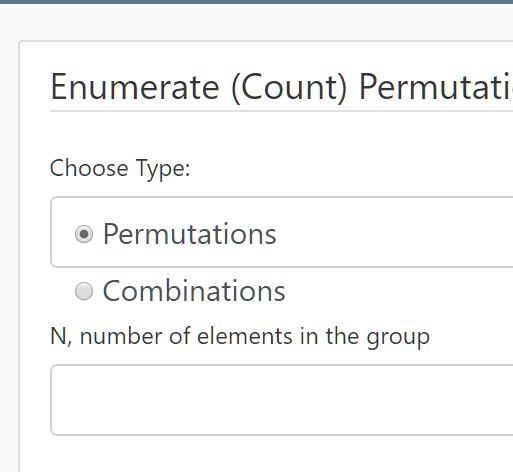 Enumerate (Count) Permutati
Choose Type:
Permutations
Combinations
N, number of elements in the group